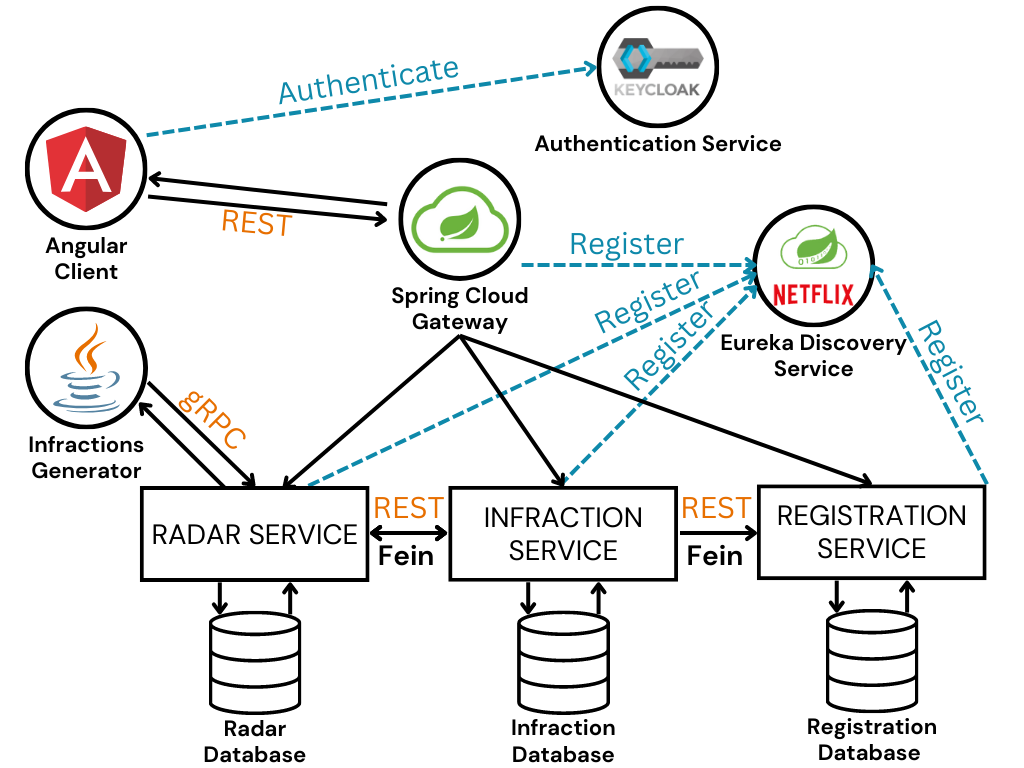 KEYCLOAK
Authentication Service
Authenticate
Angular
Client
REST
Spring Cloud
Gateway
Register
Register
Register
Register
NETFLIX
Eureka Discovery
Service
Infractions
Generator
gRPC
RADAR SERVICE
REST
Fein
INFRACTION
SERVICE
REST
Fein
REGISTRATION
SERVICE
Radar
Database
Infraction
Database
Registration
Database